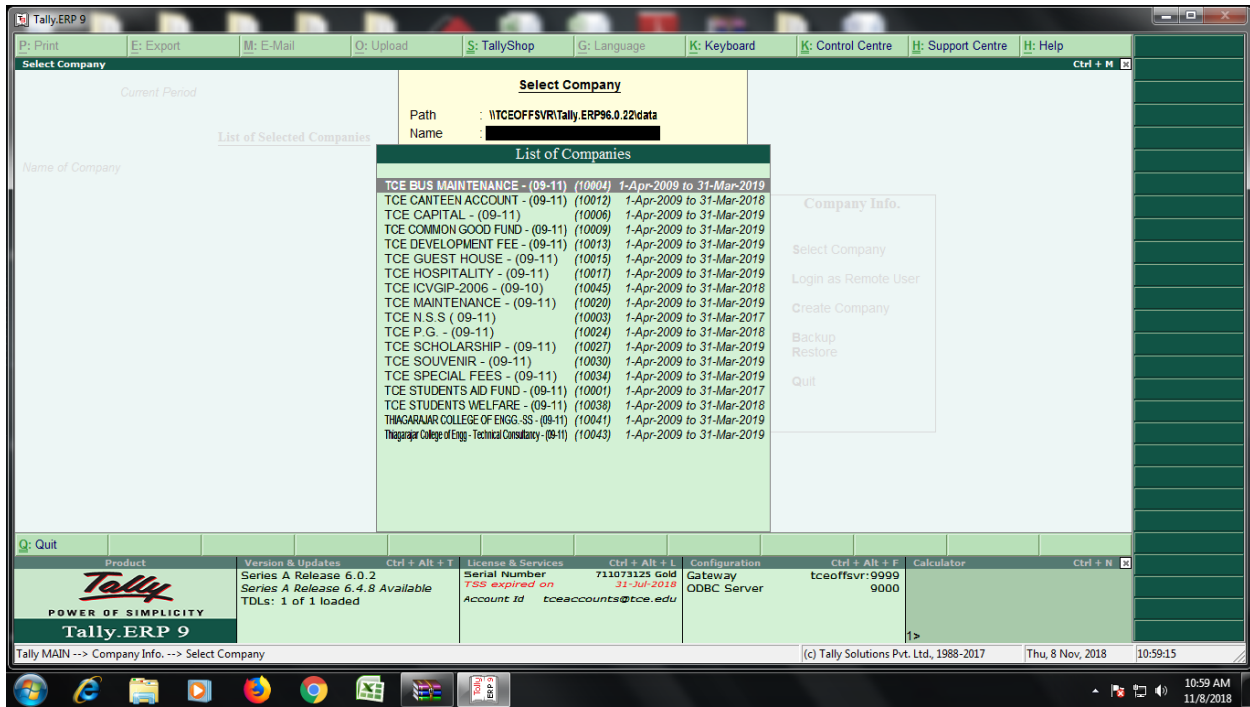 Tally.ERP 9
P: Print E: Export M: E-Mail O: Upload S: TallyShop G: Language K: Keyboard K: Control Centre H: Support Centre H: Help
Select Company Ctrl + M
Current Period
List of Selected Companies
Name of Company
Select Company
Path : \\TCEOFFSVR\Tally.ERP96.0.22\data
Name :
List of Companies
TCE BUS MAINTENANCE - (09-11) (10004) 1-Apr-2009 to 31-Mar-2019
TCE CANTEEN ACCOUNT - (09-11) (10012) 1-Apr-2009 to 31-Mar-2018
TCE CAPITAL - (09-11) (10006) 1-Apr-2009 to 31-Mar-2019
TCE COMMON GOOD FUND - (09-11) (10009) 1-Apr-2009 to 31-Mar-2019
TCE DEVELOPMENT FEE - (09-11) (10013) 1-Apr-2009 to 31-Mar-2019
TCE GUEST HOUSE - (09-11) (10015) 1-Apr-2009 to 31-Mar-2019
TCE HOSPITALITY - (09-11) (10017) 1-Apr-2009 to 31-Mar-2019
TCE ICVGIP-2006 - (09-10) (10045) 1-Apr-2009 to 31-Mar-2018
TCE MAINTENANCE - (09-11) (10020) 1-Apr-2009 to 31-Mar-2019
TCE N.S.S ( 09-11) (10003) 1-Apr-2009 to 31-Mar-2017
TCE P.G. - (09-11) (10024) 1-Apr-2009 to 31-Mar-2018
TCE SCHOLARSHIP - (09-11) (10027) 1-Apr-2009 to 31-Mar-2019
TCE SOUVENIR - (09-11) (10030) 1-Apr-2009 to 31-Mar-2019
TCE SPECIAL FEES - (09-11) (10034) 1-Apr-2009 to 31-Mar-2019
TCE STUDENTS AID FUND - (09-11) (10001) 1-Apr-2009 to 31-Mar-2017
TCE STUDENTS WELFARE - (09-11) (10038) 1-Apr-2009 to 31-Mar-2018
THIAGARAJAR COLLEGE OF ENGG.-SS - (09-11) (10041) 1-Apr-2009 to 31-Mar-2019
Thiagarajar College of Engg - Technical Consultancy - (09-11) (10043) 1-Apr-2009 to 31-Mar-2019
Company Info.
Select Company
Login as Remote User
Create Company
Backup
Restore
Quit
Q: Quit
Product
Tally
POWER OF SIMPLICITY
Tally.ERP 9
Version & Updates Ctrl + Alt + T
Series A Release 6.0.2
Series A Release 6.4.8 Available
TDLs: 1 of 1 loaded
License & Services Ctrl + Alt + L
Serial Number 711073125 Gold
TSS expired on 31-Jul-2018
Account Id tceaccounts@tce.edu
Configuration Ctrl + Alt + F
Gateway tceoffsvr:9999
ODBC Server 9000
Calculator Ctrl + N
1>
Tally MAIN --> Company Info. --> Select Company (c) Tally Solutions Pvt. Ltd., 1988-2017 Thu, 8 Nov, 2018 10:59:15
Tally ERP 9
10:59 AM
11/8/2018